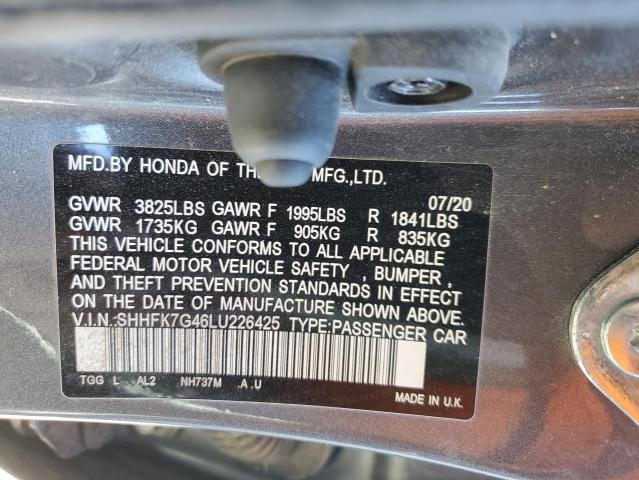 MFD.BY HONDA OF TH MFG.,LTD.
07/20
GVWR 3825LBS GAWR F 1995LBS R 1841LBS
GVWR 1735KG GAWR F 905KG R 835KG
THIS VEHICLE CONFORMS TO ALL APPLICABLE
FEDERAL MOTOR VEHICLE SAFETY , BUMPER ,
AND THEFT PREVENTION STANDARDS IN EFFECT
ON THE DATE OF MANUFACTURE SHOWN ABOVE.
V.I.N.:SHHFK7G46LU226425 TYPE:PASSENGER CAR
TGG L AL2 NH737M .A.U
MADE IN U.K.